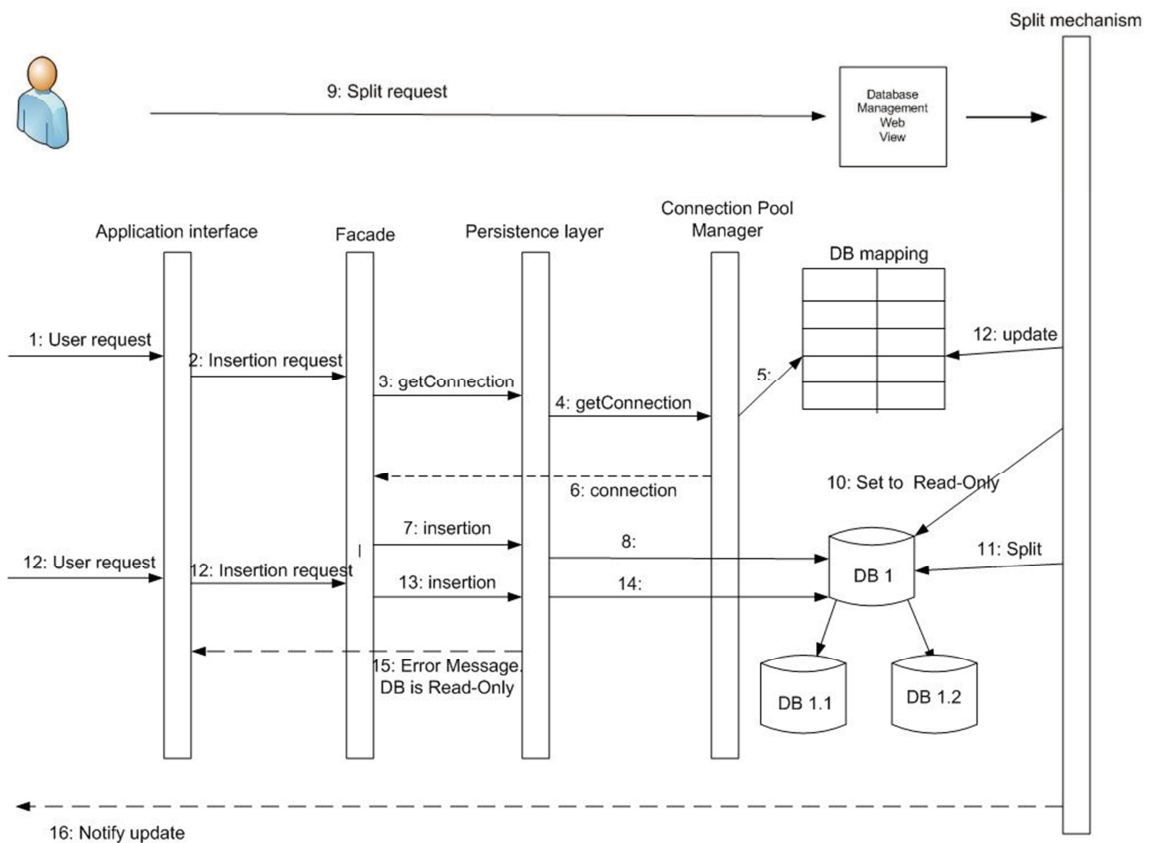 Split mechanism
9: Split request
Database
Management
Web
View
Connection Pool
Manager
Application interface
Facade
Persistence layer
DB mapping
1: User request
12: update
2: Insertion request
5:
3: getConnection
4: getConnection
10: Set to Read-Only
6: connection
7: insertion
8:
11: Split
12: User request
12: Insertion request
13: insertion
14:
DB 1
15: Error Message.
DB is Read-Only
DB 1.1
DB 1.2
16: Notify update